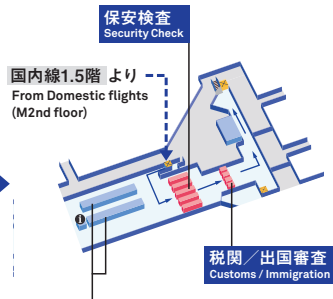 保安検査
Security Check
国内線1.5階 より
From Domestic flights
(M2nd floor)
i
税関／出国審査
Customs / Immigration